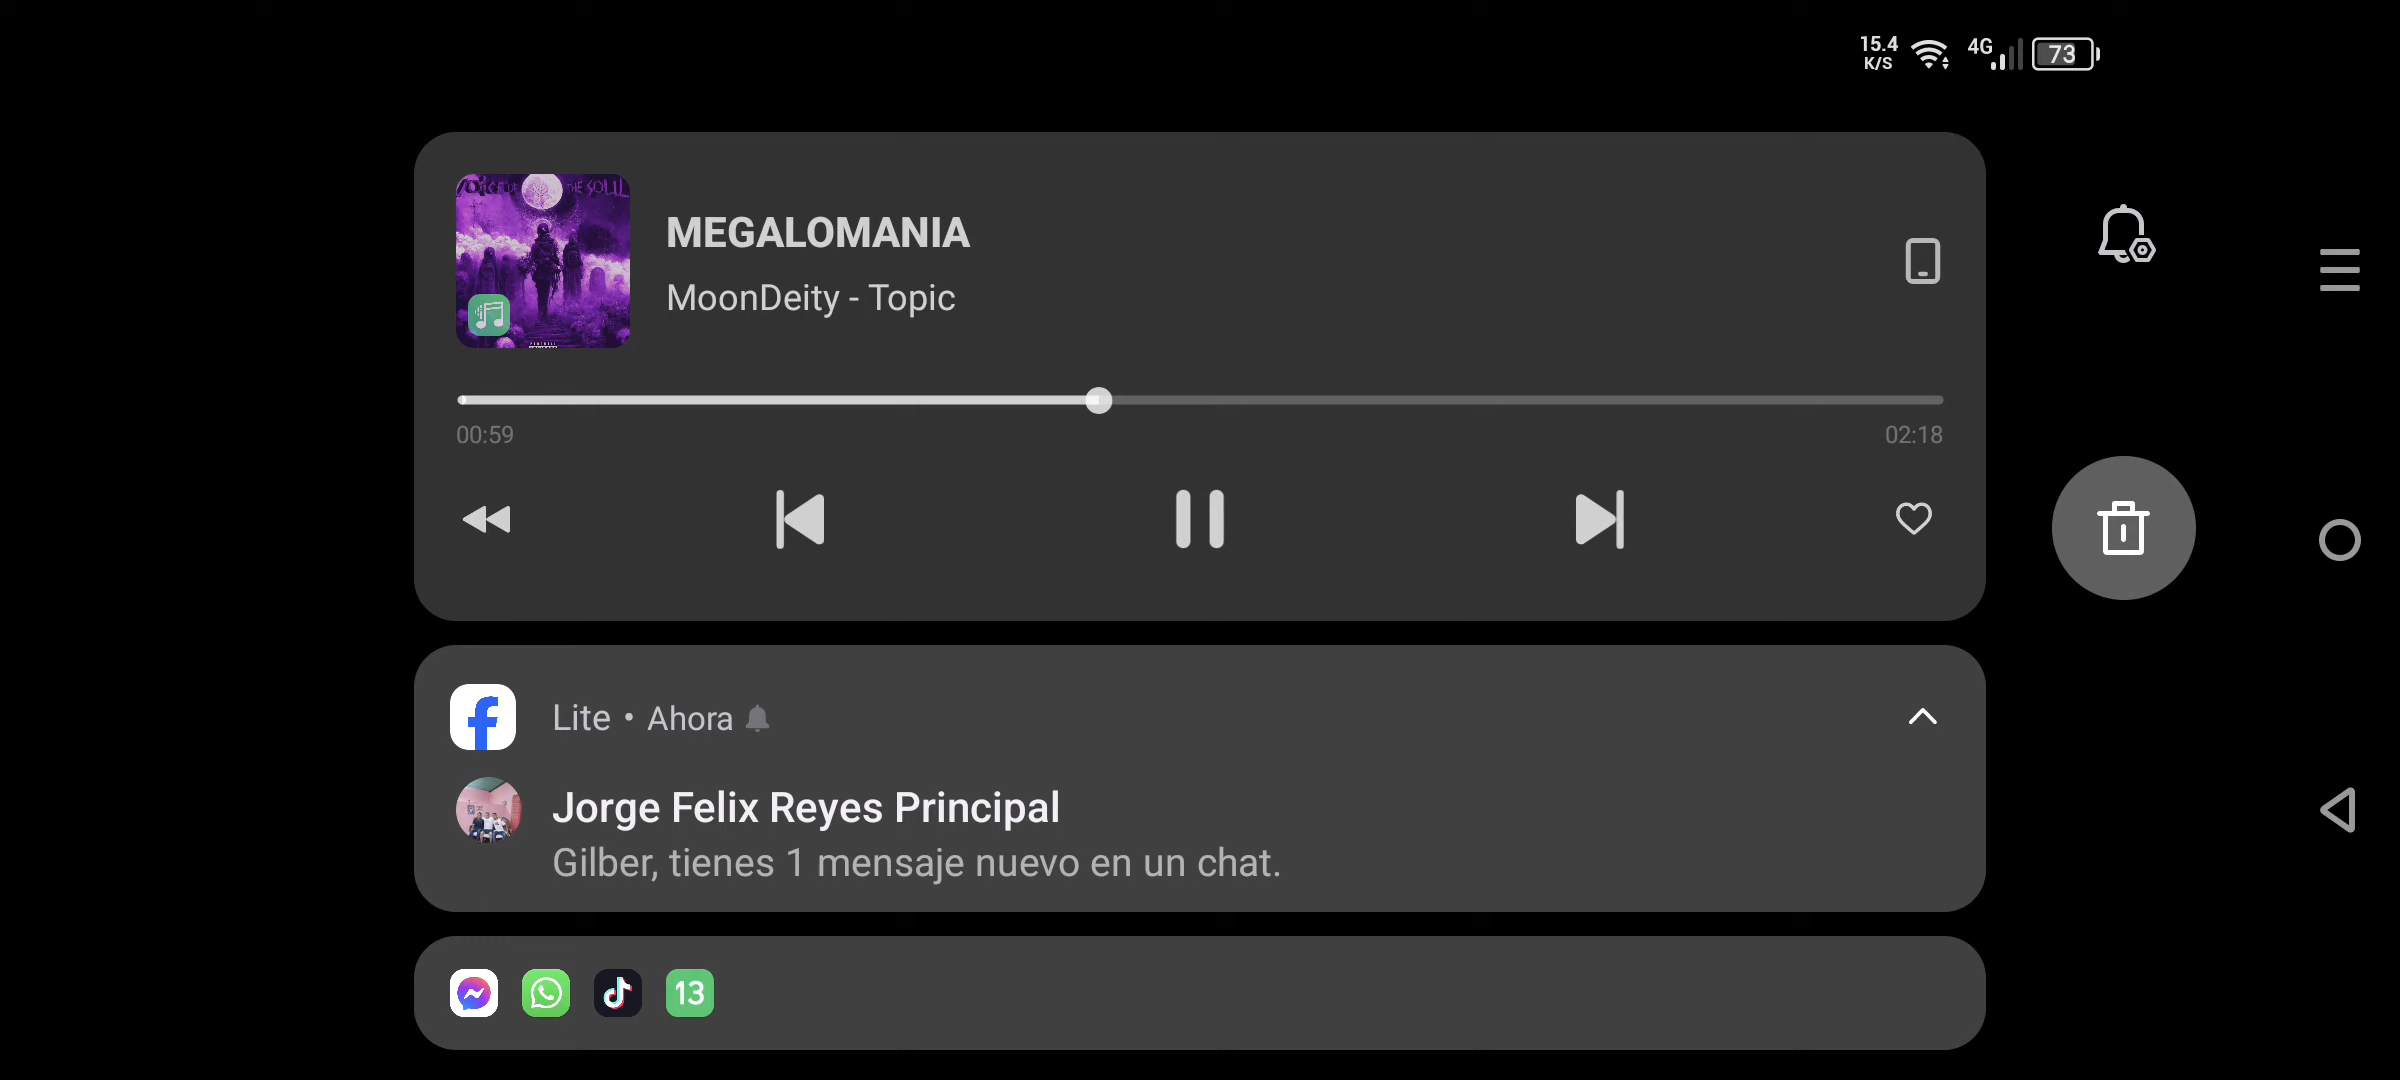 15.4
K/S
4G
73
MEGALOMANIA
MoonDeity - Topic
00:59
02:18
Lite • Ahora
Jorge Felix Reyes Principal
Gilber, tienes 1 mensaje nuevo en un chat.
13